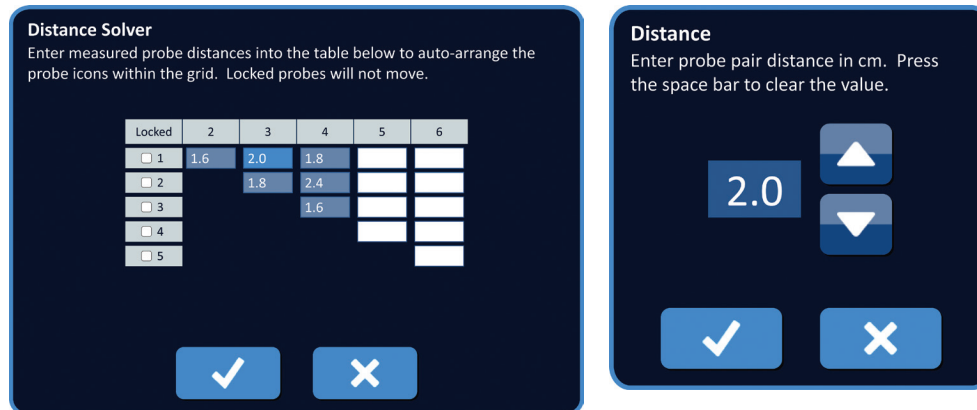 Distance Solver
Enter measured probe distances into the table below to auto-arrange the
probe icons within the grid.  Locked probes will not move.
Locked 2 3 4 5 6
1 1.6 2.0 1.8
2 1.8 2.4
3 1.6
4
5
Distance
Enter probe pair distance in cm.  Press
the space bar to clear the value.
2.0